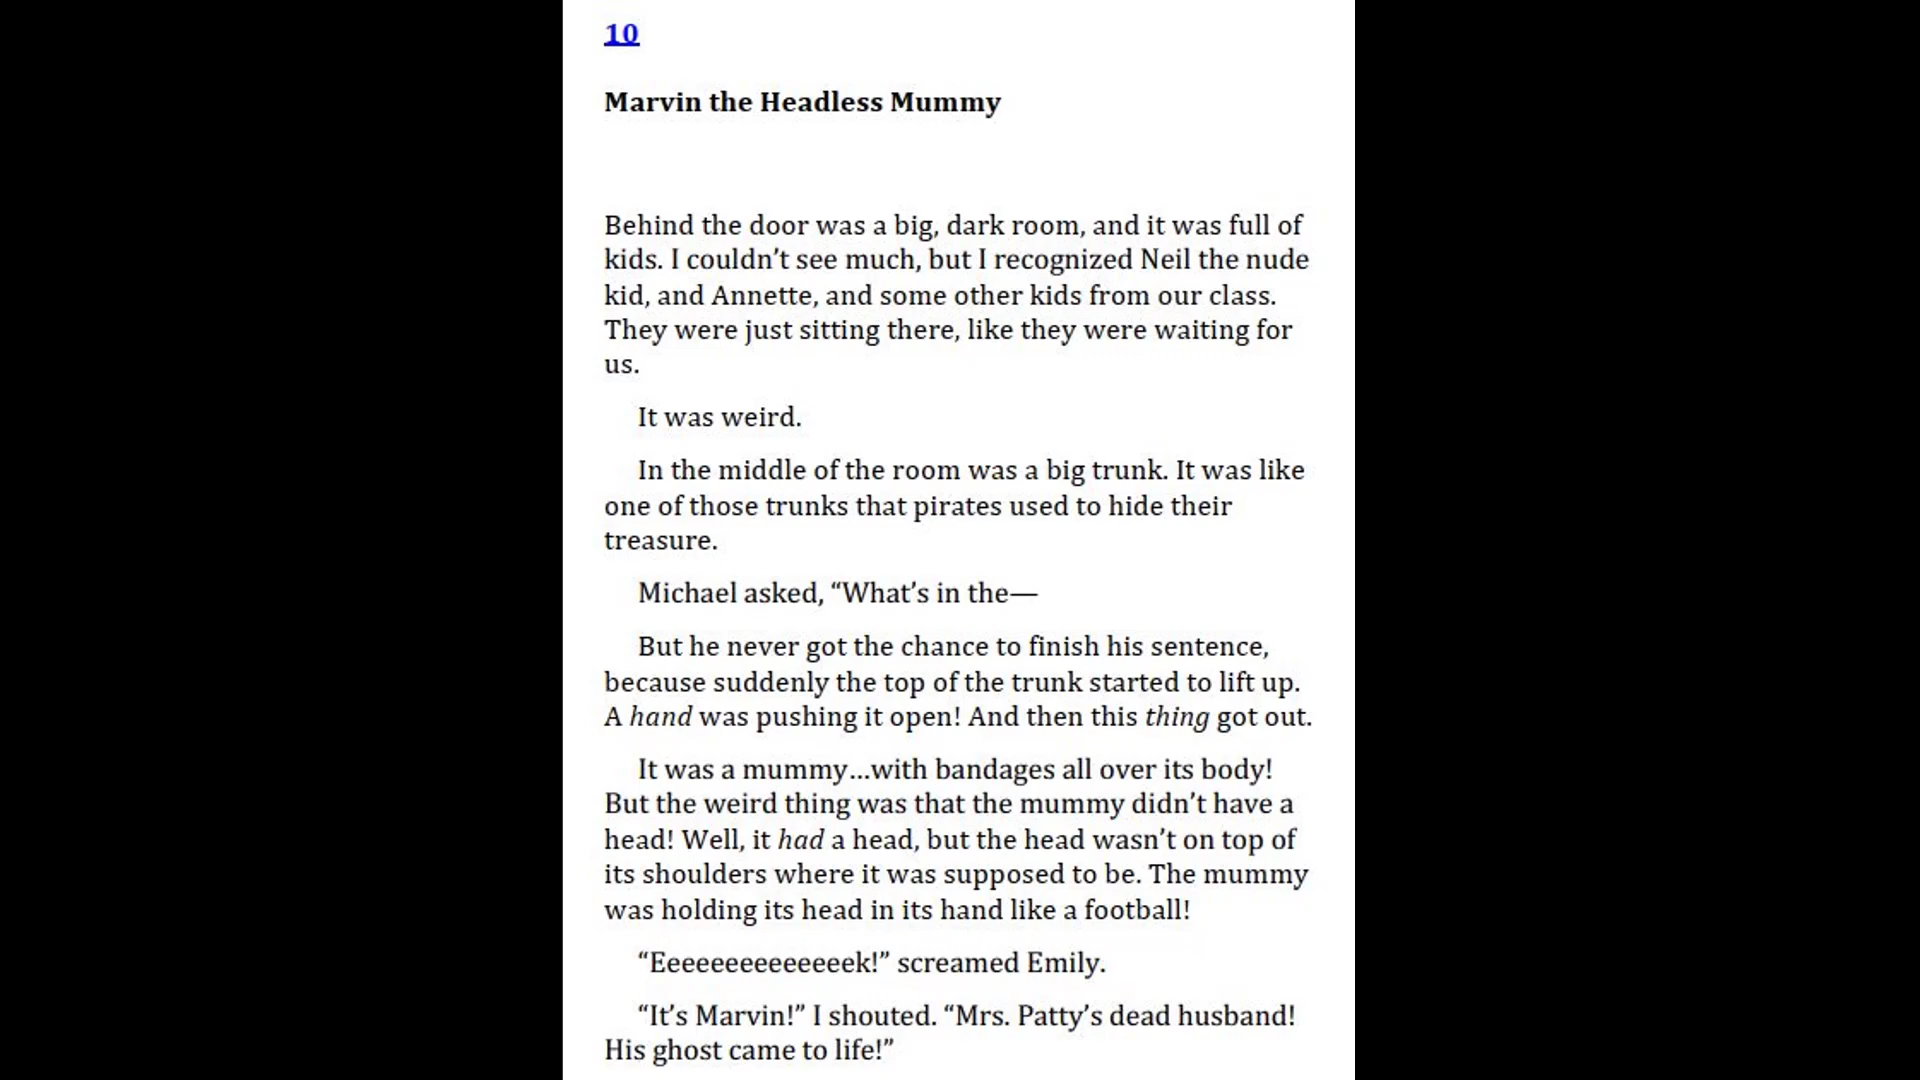 10
Marvin the Headless Mummy
Behind the door was a big, dark room, and it was full of
kids. I couldn’t see much, but I recognized Neil the nude
kid, and Annette, and some other kids from our class.
They were just sitting there, like they were waiting for
us.
It was weird.
In the middle of the room was a big trunk. It was like
one of those trunks that pirates used to hide their
treasure.
Michael asked, “What’s in the—
But he never got the chance to finish his sentence,
because suddenly the top of the trunk started to lift up.
A hand was pushing it open! And then this thing got out.
It was a mummy…with bandages all over its body!
But the weird thing was that the mummy didn’t have a
head! Well, it had a head, but the head wasn’t on top of
its shoulders where it was supposed to be. The mummy
was holding its head in its hand like a football!
“Eeeeeeeeeeeeeek!” screamed Emily.
“It’s Marvin!” I shouted. “Mrs. Patty’s dead husband!
His ghost came to life!”